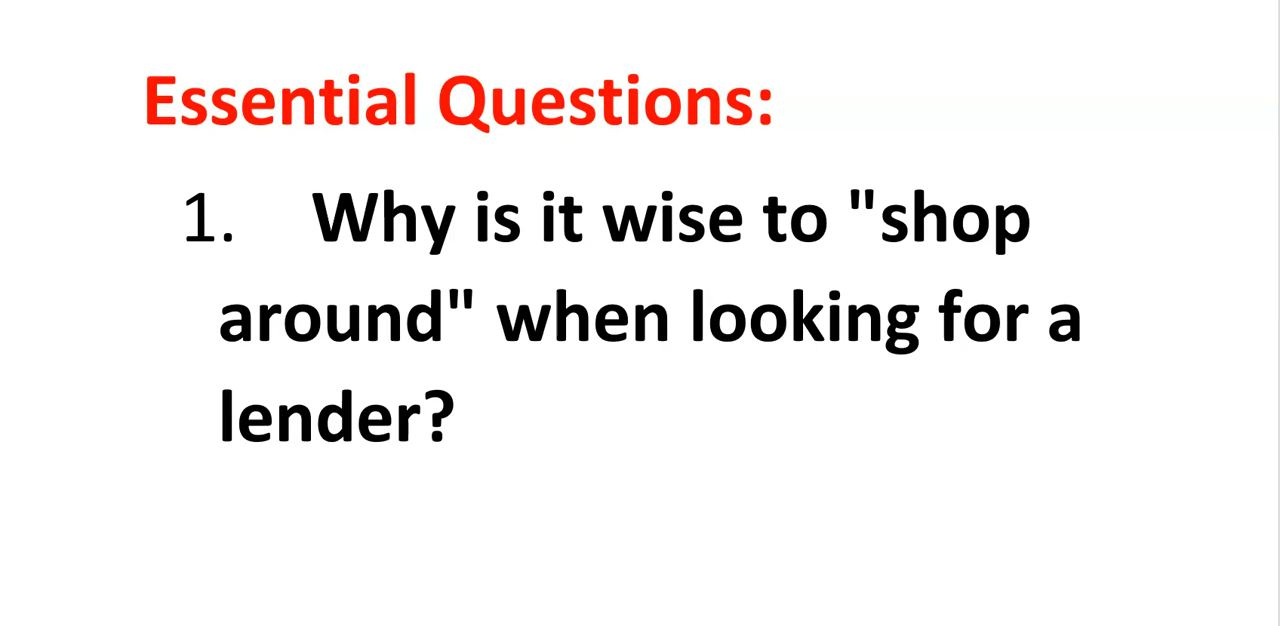 Essential Questions:
1. Why is it wise to "shop
around" when looking for a
lender?